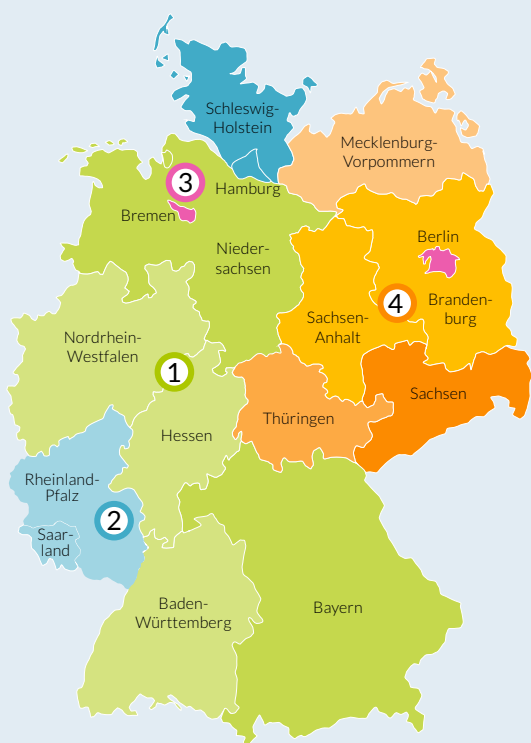 Schleswig-
Holstein
Mecklenburg-
Vorpommern
3
Hamburg
Bremen
Berlin
Nieder-
sachsen
4
Branden-
burg
Sachsen-
Anhalt
Nordrhein-
Westfalen
1
Sachsen
Thüringen
Hessen
Rheinland-
Pfalz
2
Saar-
land
Baden-
Württemberg
Bayern